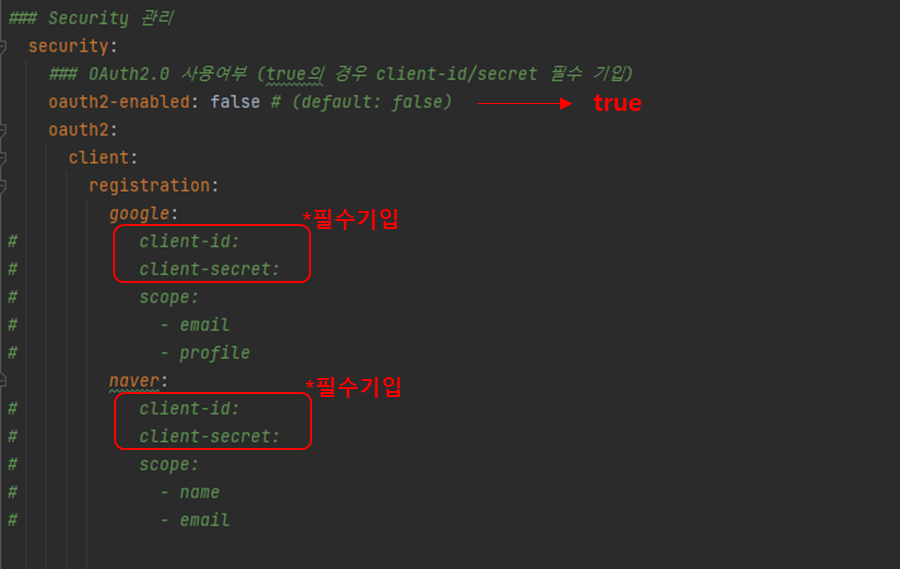 ### Security 관리
security:
### OAuth2.0 사용여부 (true의 경우 client-id/secret 필수 기입)
oauth2-enabled: false # (default: false) true
oauth2:
client:
registration:
google: *필수기입
# client-id:
# client-secret:
# scope:
# - email
# - profile
naver: *필수기입
# client-id:
# client-secret:
# scope:
# - name
# - email